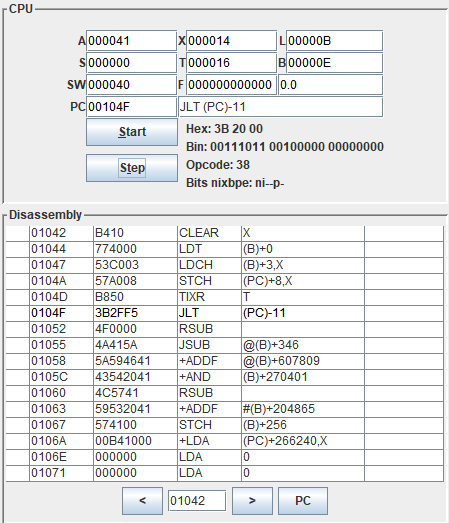 CPU
A 000041 X 000014 L 00000B
S 000000 T 000016 B 00000E
SW 000040 F 000000000000 0.0
PC 00104F JLT (PC)-11
Start Hex: 3B 20 00
Bin: 00111011 00100000 00000000
Step Opcode: 38
Bits nixbpe: ni--p-
Disassembly
01042 B410 CLEAR X
01044 774000 LDT (B)+0
01047 53C003 LDCH (B)+3,X
0104A 57A008 STCH (PC)+8,X
0104D B850 TIXR T
0104F 3B2FF5 JLT (PC)-11
01052 4F0000 RSUB
01055 4A415A JSUB @(B)+346
01058 5A594641 +ADDF @(B)+607809
0105C 43542041 +AND (B)+270401
01060 4C5741 RSUB
01063 59532041 +ADDF #(B)+204865
01067 574100 STCH (B)+256
0106A 00B41000 +LDA (PC)+266240,X
0106E 000000 LDA 0
01071 000000 LDA 0
< 01042 > PC